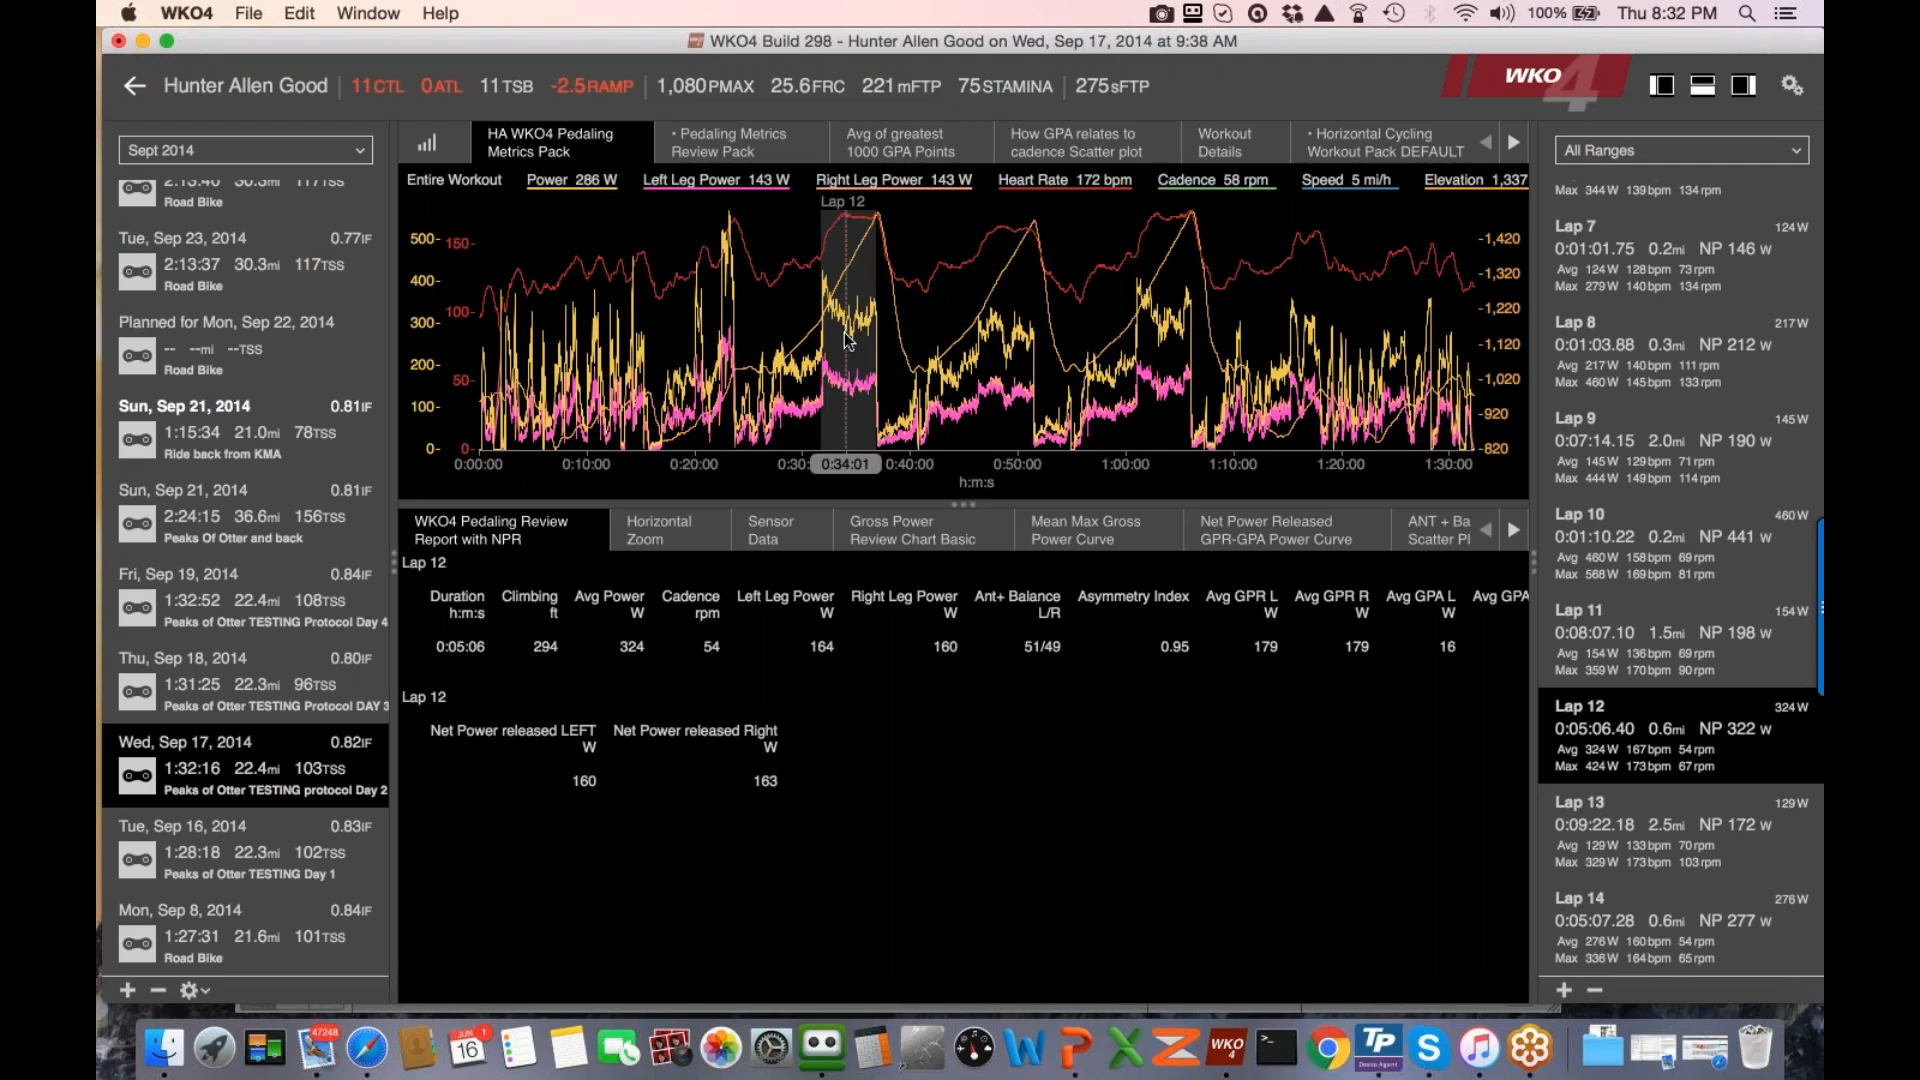 WKO4 File Edit Window Help
100% Thu 8:32 PM
WKO4 Build 298 - Hunter Allen Good on Wed, Sep 17, 2014 at 9:38 AM
Hunter Allen Good 11CTL 0ATL 11TSB -2.5RAMP 1,080PMAX 25.6FRC 221mFTP 75STAMINA 275sFTP
WKO 4
Sept 2014
2:13:40 30.3mi 117TSS
Road Bike
Tue, Sep 23, 2014 0.77IF
2:13:37 30.3mi 117TSS
Road Bike
Planned for Mon, Sep 22, 2014
-- --mi --TSS
Road Bike
Sun, Sep 21, 2014 0.81IF
1:15:34 21.0mi 78TSS
Ride back from KMA
Sun, Sep 21, 2014 0.81IF
2:24:15 36.6mi 156TSS
Peaks Of Otter and back
Fri, Sep 19, 2014 0.84IF
1:32:52 22.4mi 108TSS
Peaks of Otter TESTING Protocol Day 4
Thu, Sep 18, 2014 0.80IF
1:31:25 22.3mi 96TSS
Peaks of Otter TESTING Protocol DAY 3
Wed, Sep 17, 2014 0.82IF
1:32:16 22.4mi 103TSS
Peaks of Otter TESTING protocol Day 2
Tue, Sep 16, 2014 0.83IF
1:28:18 22.3mi 102TSS
Peaks of Otter TESTING Day 1
Mon, Sep 8, 2014 0.84IF
1:27:31 21.6mi 101TSS
Road Bike
HA WKO4 Pedaling
Metrics Pack
• Pedaling Metrics
Review Pack
Avg of greatest
1000 GPA Points
How GPA relates to
cadence Scatter plot
Workout
Details
• Horizontal Cycling
Workout Pack DEFAULT
Entire Workout Power 286 W Left Leg Power 143 W Right Leg Power 143 W Heart Rate 172 bpm Cadence 58 rpm Speed 5 mi/h Elevation 1,337
Lap 12
500- 150- -1,420
400- -1,320
100- -1,220
300- -1,120
200- 50- -1,020
100- -920
0- 0- -820
0:00:00 0:10:00 0:20:00 0:30: 0:34:01 0:40:00 0:50:00 1:00:00 1:10:00 1:20:00 1:30:00
h:m:s
WKO4 Pedaling Review
Report with NPR
Horizontal
Zoom
Sensor
Data
Gross Power
Review Chart Basic
Mean Max Gross
Power Curve
Net Power Released
GPR-GPA Power Curve
ANT + Ba
Scatter Pl
Lap 12
Duration Climbing Avg Power Cadence Left Leg Power Right Leg Power Ant+ Balance Asymmetry Index Avg GPR L Avg GPR R Avg GPA L Avg GPA
h:m:s ft W rpm W W L/R W W W
0:05:06 294 324 54 164 160 51/49 0.95 179 179 16
Lap 12
Net Power released LEFT Net Power released Right
W W
160 163
All Ranges
Max 344W 139bpm 134rpm
Lap 7 124W
0:01:01.75 0.2mi NP 146 W
Avg 124W 128bpm 73rpm
Max 279W 140bpm 134rpm
Lap 8 217W
0:01:03.88 0.3mi NP 212 W
Avg 217W 140bpm 111rpm
Max 460W 145bpm 133rpm
Lap 9 145W
0:07:14.15 2.0mi NP 190 W
Avg 145W 129bpm 71rpm
Max 444W 149bpm 114rpm
Lap 10 460W
0:01:10.22 0.2mi NP 441 W
Avg 460W 158bpm 69rpm
Max 568W 169bpm 81rpm
Lap 11 154W
0:08:07.10 1.5mi NP 198 W
Avg 154W 136bpm 69rpm
Max 359W 170bpm 90rpm
Lap 12 324W
0:05:06.40 0.6mi NP 322 W
Avg 324W 167bpm 54rpm
Max 424W 173bpm 67rpm
Lap 13 129W
0:09:22.18 2.5mi NP 172 W
Avg 129W 133bpm 70rpm
Max 329W 173bpm 103rpm
Lap 14 276W
0:05:07.28 0.6mi NP 277 W
Avg 276W 160bpm 54rpm
Max 336W 164bpm 65rpm
47248
JUN 1
16
WKO
4
TP
Device Agent